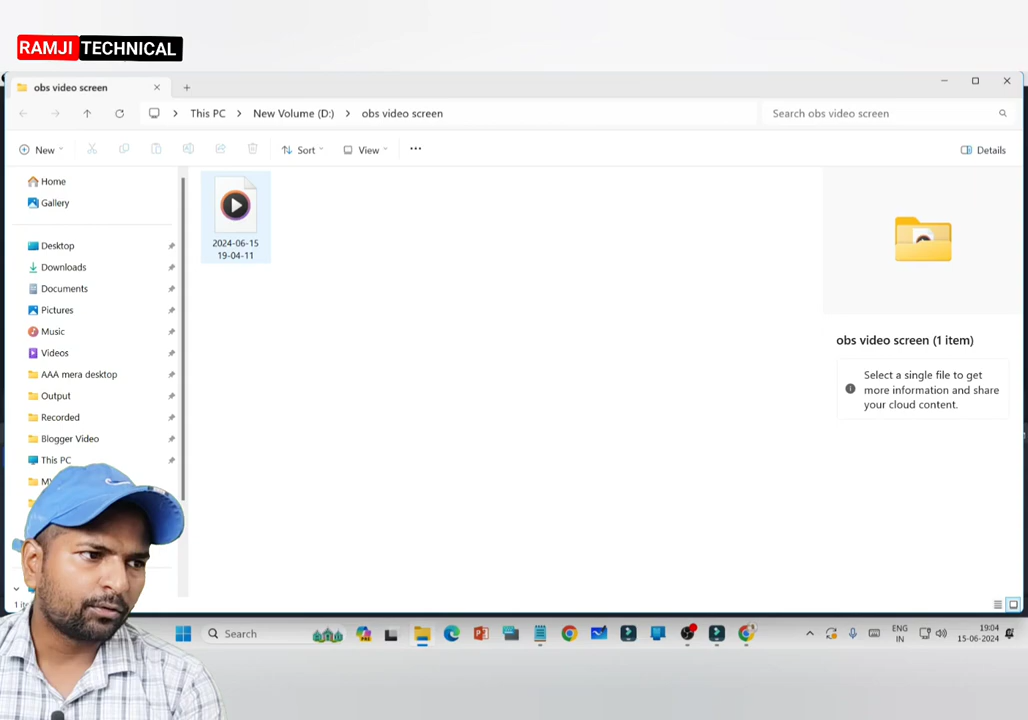 RAMJI TECHNICAL
obs video screen
This PC > New Volume (D:) > obs video screen
Search obs video screen
New
Sort
View
Details
Home
Gallery
Desktop
Downloads
Documents
Pictures
Music
Videos
AAA mera desktop
Output
Recorded
Blogger Video
This PC
2024-06-15
19-04-11
obs video screen (1 item)
Select a single file to get
more information and share
your cloud content.
Search
ENG
IN
19:04
15-06-2024